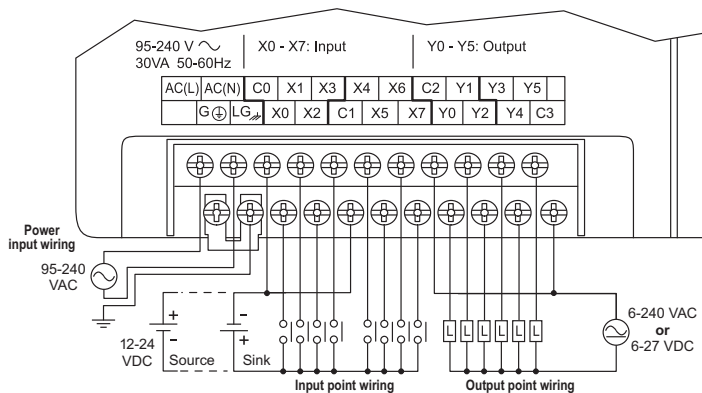 95-240 V X0 - X7: Input Y0 - Y5: Output
30VA 50-60Hz
AC(L) AC(N) C0 X1 X3 X4 X6 C2 Y1 Y3 Y5
G LG X0 X2 C1 X5 X7 Y0 Y2 Y4 C3
Power
input wiring
95-240
VAC
+
-
-
+
12-24
VDC
Source
Sink
L L L L L L
6-240 VAC
or
6-27 VDC
Input point wiring
Output point wiring